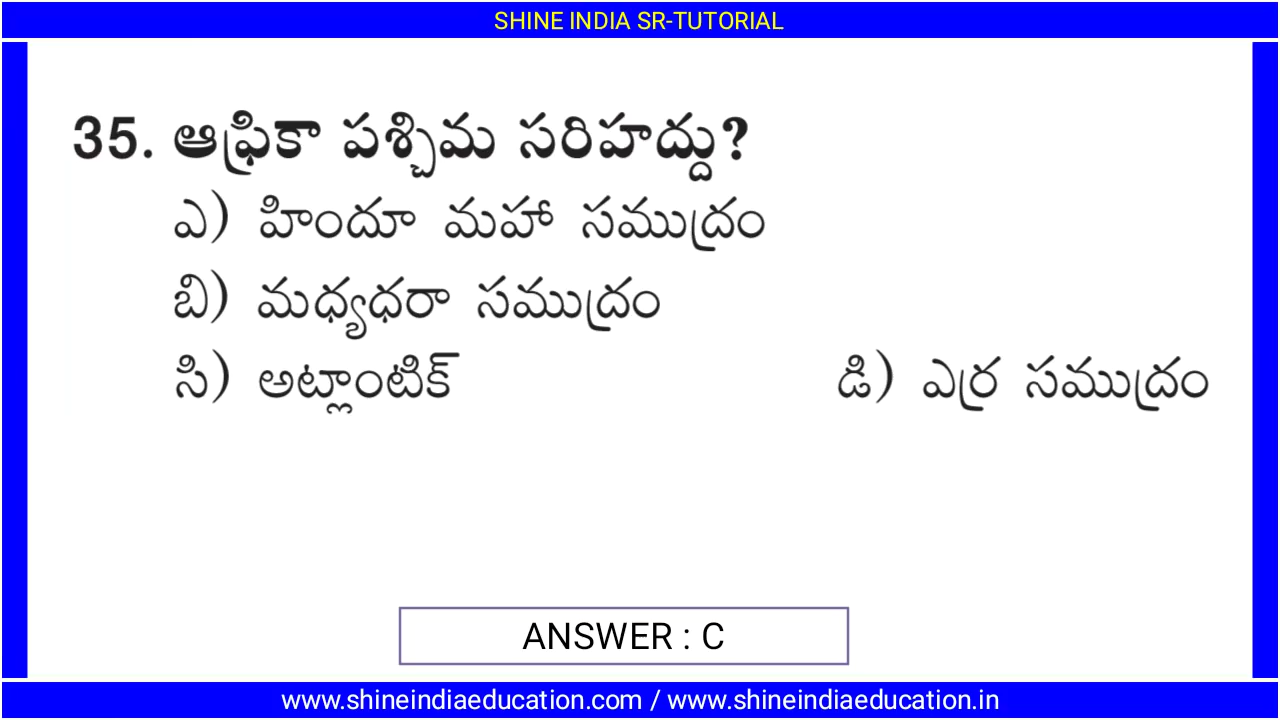 SHINE INDIA SR-TUTORIAL
35. ఆఫ్రికా పశ్చిమ సరిహద్దు?
ఎ) హిందూ మహా సముద్రం
బి) మధ్యధరా సముద్రం
సి) అట్లాంటిక్ డి) ఎర్ర సముద్రం
ANSWER : C
www.shineindiaeducation.com / www.shineindiaeducation.in